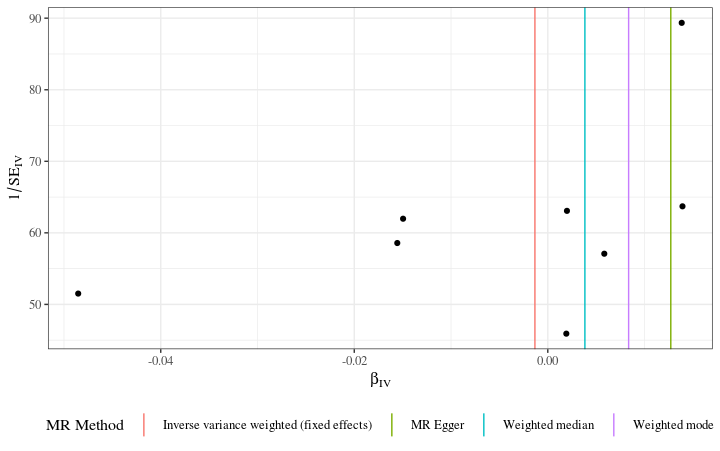 90
80
70
60
50
1/SE_IV
-0.04 -0.02 0.00
β_IV
MR Method Inverse variance weighted (fixed effects) MR Egger Weighted median Weighted mode